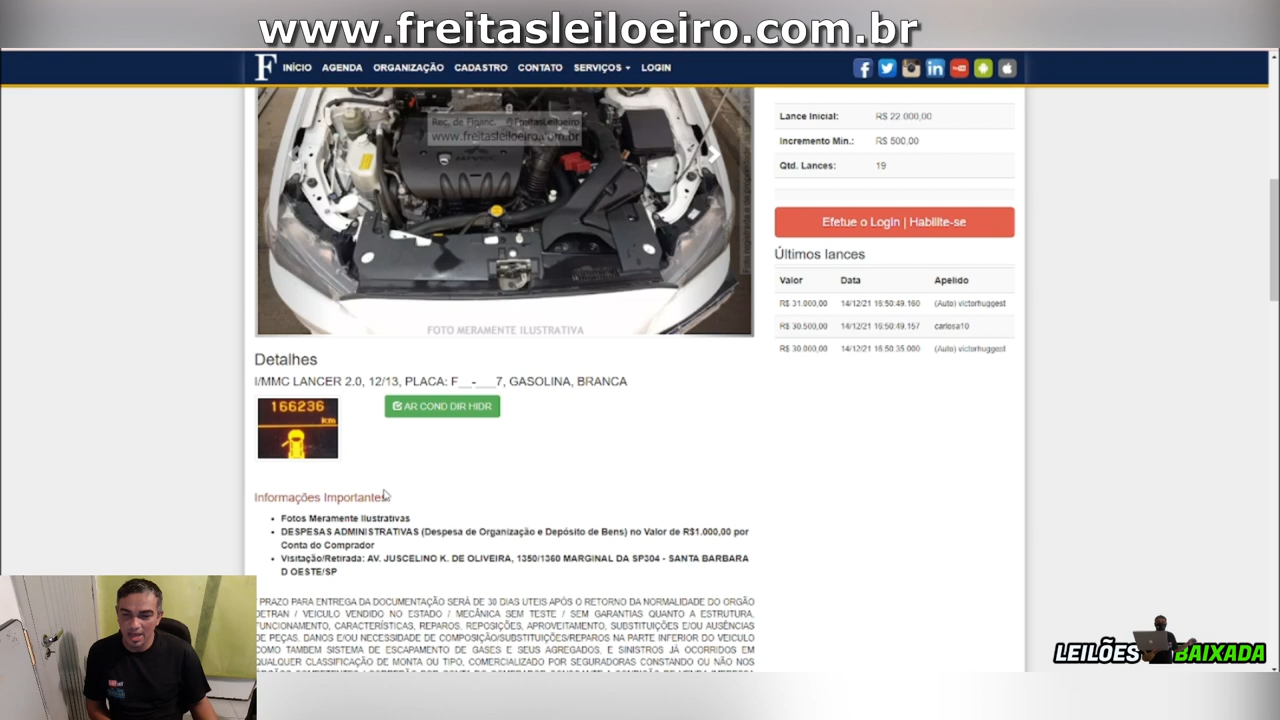 www.freitasleiloeiro.com.br
F INÍCIO AGENDA ORGANIZAÇÃO CADASTRO CONTATO SERVIÇOS LOGIN
Rec. de Financ. @FreitasLeiloeiro
www.freitasleiloeiro.com.br
FOTO MERAMENTE ILUSTRATIVA
Lance Inicial: R$ 22.000,00
Incremento Min.: R$ 500,00
Qtd. Lances: 19
Efetue o Login | Habilite-se
Últimos lances
Valor Data Apelido
R$ 31.000,00 14/12/21 16:50:49.160 (Auto) victorhuggest
R$ 30.500,00 14/12/21 16:50:49.157 carlosa10
R$ 30.000,00 14/12/21 16:50:35.000 (Auto) victorhuggest
Detalhes
I/MMC LANCER 2.0, 12/13, PLACA: F__-___7, GASOLINA, BRANCA
166236
km
AR COND DIR HIDR
Informações Importantes
• Fotos Meramente Ilustrativas
• DESPESAS ADMINISTRATIVAS (Despesa de Organização e Depósito de Bens) no Valor de R$1.000,00 por
Conta do Comprador
• Visitação/Retirada: AV. JUSCELINO K. DE OLIVEIRA, 1350/1360 MARGINAL DA SP304 - SANTA BARBARA
D OESTE/SP
PRAZO PARA ENTREGA DA DOCUMENTAÇÃO SERÁ DE 30 DIAS UTEIS APÓS O RETORNO DA NORMALIDADE DO ORGÃO
DETRAN / VEICULO VENDIDO NO ESTADO / MECÂNICA SEM TESTE / SEM GARANTIAS QUANTO A ESTRUTURA,
FUNCIONAMENTO, CARACTERÍSTICAS, REPAROS, REPOSIÇÕES, APROVEITAMENTO, SUBSTITUIÇÕES E/OU AUSÊNCIAS
DE PEÇAS. DANOS E/OU NECESSIDADE DE COMPOSIÇÃO/SUBSTITUIÇÕES/REPAROS NA PARTE INFERIOR DO VEICULO
COMO TAMBEM SISTEMA DE ESCAPAMENTO DE GASES E SEUS AGREGADOS, E SINISTROS JÁ OCORRIDOS EM
QUALQUER CLASSIFICAÇÃO DE MONTA OU TIPO, COMERCIALIZADO POR SEGURADORAS CONSTANDO OU NÃO NOS
LEILÕES BAIXADA